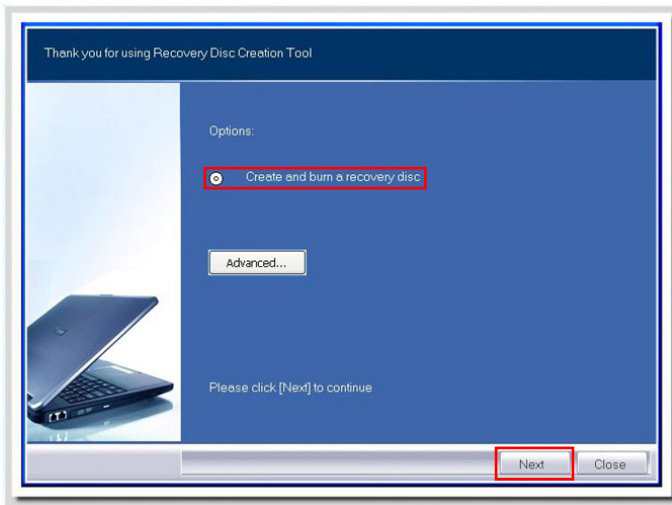 Thank you for using Recovery Disc Creation Tool
Options:
Create and burn a recovery disc
Advanced...
Please click [Next] to continue
Next
Close